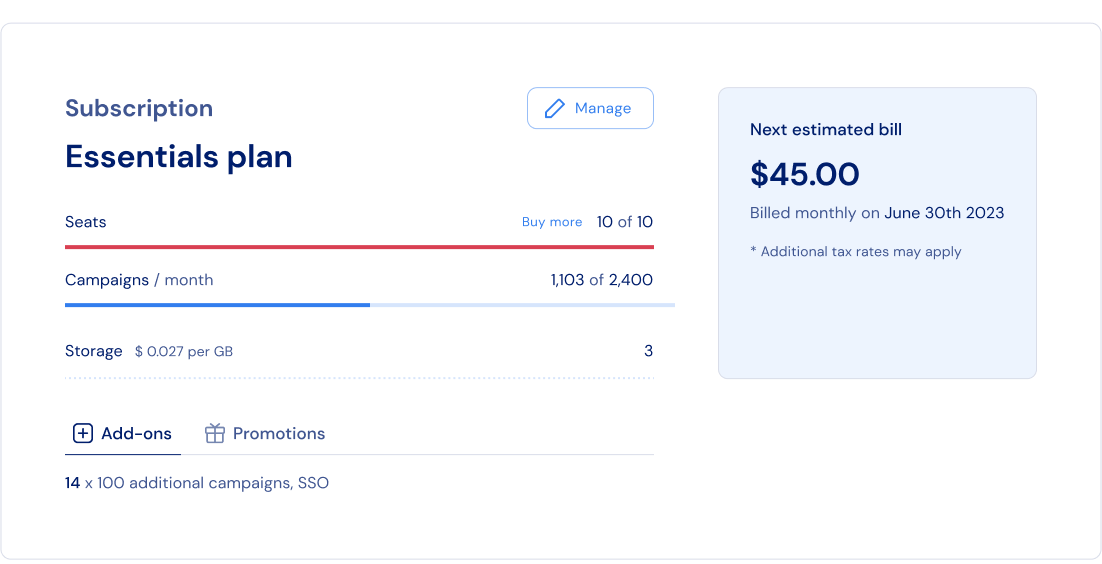 Subscription
Manage
Essentials plan
Seats Buy more 10 of 10
Campaigns / month 1,103 of 2,400
Storage $ 0.027 per GB 3
Add-ons Promotions
14 x 100 additional campaigns, SSO
Next estimated bill
$45.00
Billed monthly on June 30th 2023
* Additional tax rates may apply